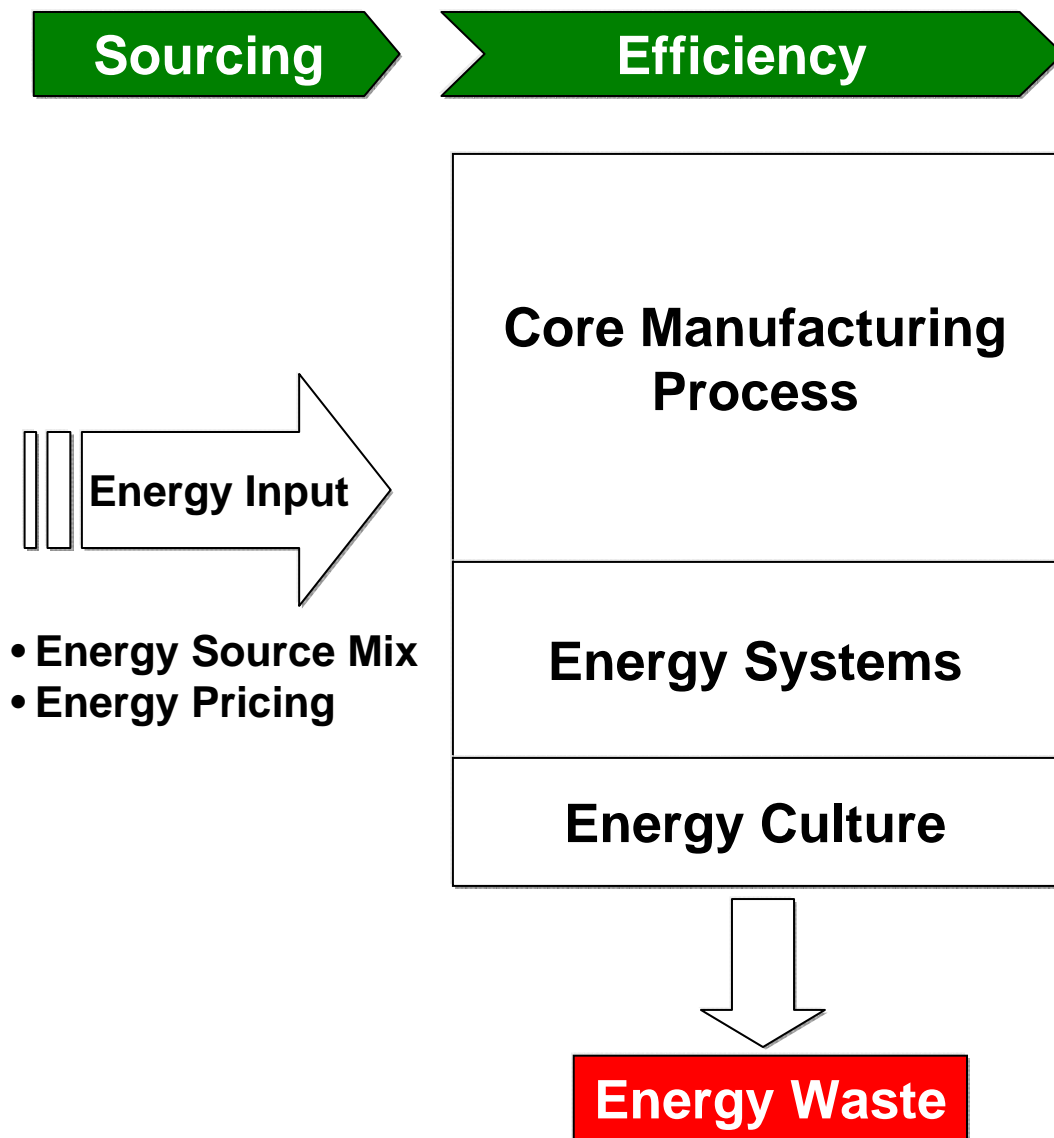 Sourcing
Efficiency
Core Manufacturing
Process
Energy Input
• Energy Source Mix
• Energy Pricing
Energy Systems
Energy Culture
Energy Waste